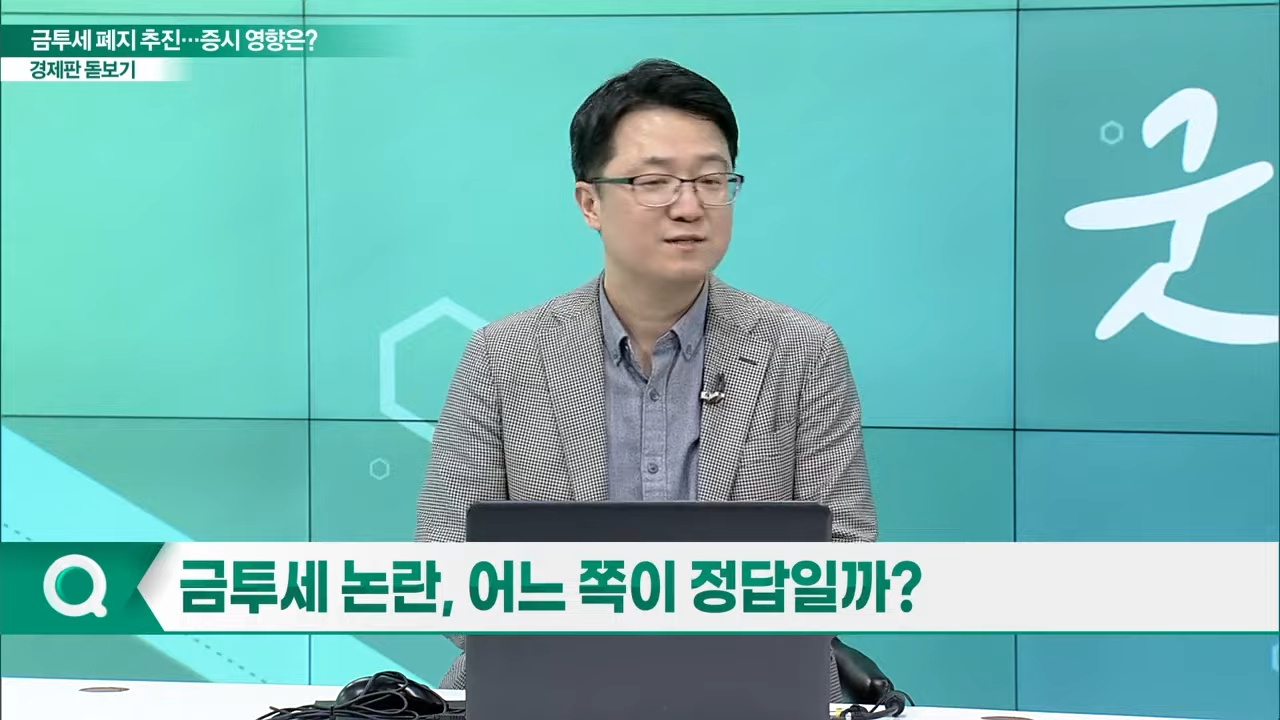 금투세 폐지 추진…증시 영향은?
경제판 돋보기
굿
금투세 논란, 어느 쪽이 정답일까?